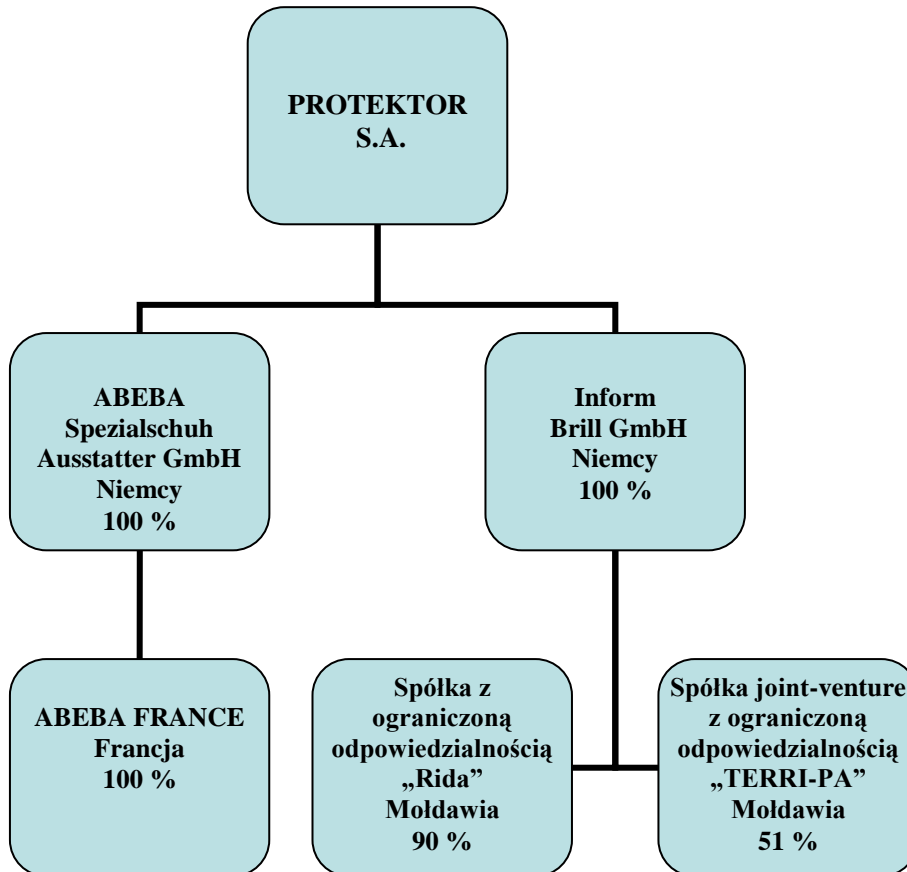 PROTEKTOR
S.A.
ABEBA
Spezialschuh
Ausstatter GmbH
Niemcy
100 %
Inform
Brill GmbH
Niemcy
100 %
ABEBA FRANCE
Francja
100 %
Spółka z
ograniczoną
odpowiedzialnością
„Rida”
Mołdawia
90 %
Spółka joint-venture
z ograniczoną
odpowiedzialnością
„TERRI-PA”
Mołdawia
51 %